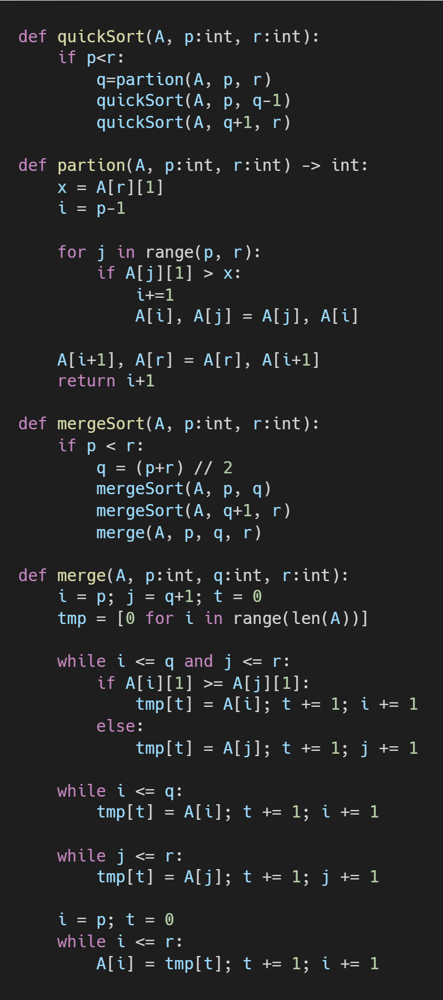 def quickSort(A, p:int, r:int):
    if p<r:
        q=partion(A, p, r)
        quickSort(A, p, q-1)
        quickSort(A, q+1, r)

def partion(A, p:int, r:int) -> int:
    x = A[r][1]
    i = p-1

    for j in range(p, r):
        if A[j][1] > x:
            i+=1
            A[i], A[j] = A[j], A[i]

    A[i+1], A[r] = A[r], A[i+1]
    return i+1

def mergeSort(A, p:int, r:int):
    if p < r:
        q = (p+r) // 2
        mergeSort(A, p, q)
        mergeSort(A, q+1, r)
        merge(A, p, q, r)

def merge(A, p:int, q:int, r:int):
    i = p; j = q+1; t = 0
    tmp = [0 for i in range(len(A))]

    while i <= q and j <= r:
        if A[i][1] >= A[j][1]:
            tmp[t] = A[i]; t += 1; i += 1
        else:
            tmp[t] = A[j]; t += 1; j += 1

    while i <= q:
        tmp[t] = A[i]; t += 1; i += 1

    while j <= r:
        tmp[t] = A[j]; t += 1; j += 1

    i = p; t = 0
    while i <= r:
        A[i] = tmp[t]; t += 1; i += 1